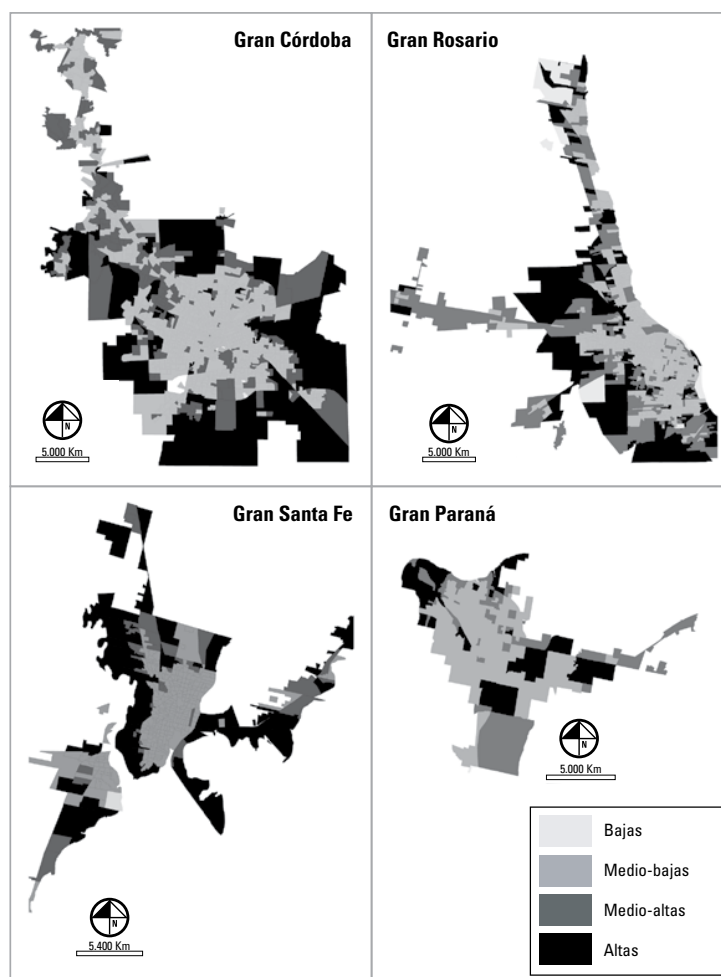 Gran Córdoba
N
5.000 Km
Gran Rosario
N
5.000 Km
Gran Santa Fe
N
5.400 Km
Gran Paraná
N
5.000 Km
Bajas
Medio-bajas
Medio-altas
Altas